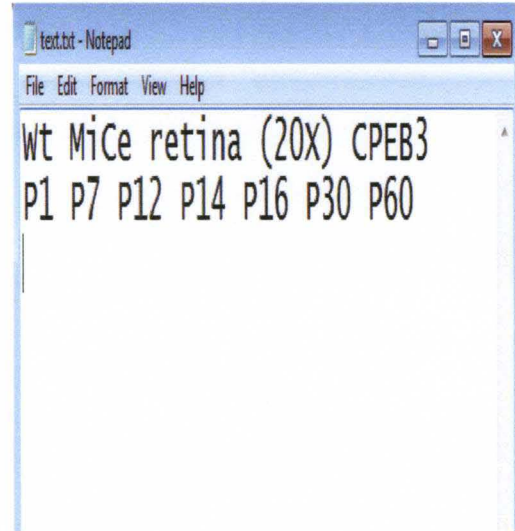 text.txt - Notepad
File Edit Format View Help
Wt MiCe retina (20X) CPEB3
P1 P7 P12 P14 P16 P30 P60